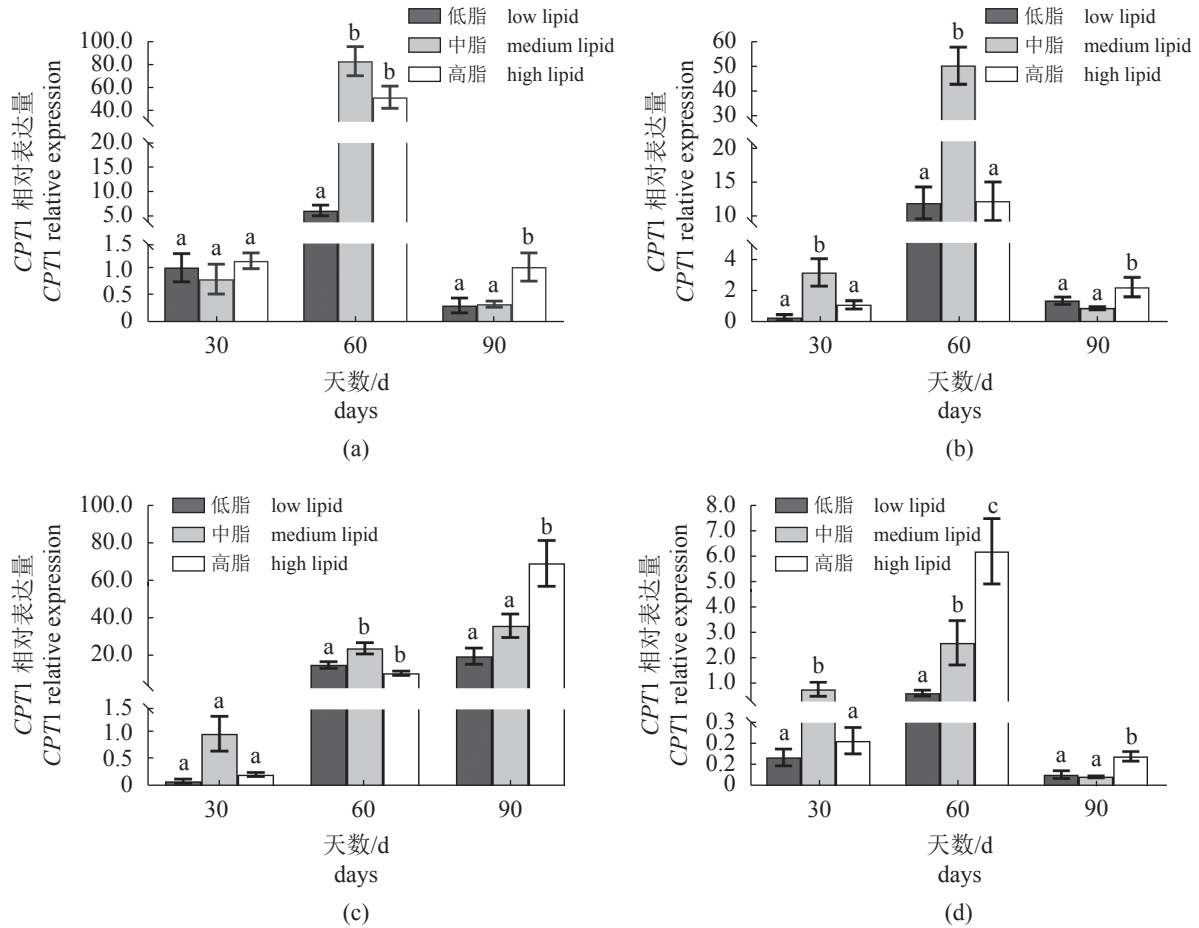 低脂 low lipid
中脂 medium lipid
高脂 high lipid
CPT1 相对表达量
CPT1 relative expression
100.0
80.0
60.0
40.0
20.0
15.0
10.0
5.0
1.5
1.0
0.5
0
a a a
a b b
a a b
30 60 90
天数/d
days
(a)
低脂 low lipid
中脂 medium lipid
高脂 high lipid
CPT1 相对表达量
CPT1 relative expression
60
50
40
30
20
15
10
4
2
0
a b a
a b a
a a b
30 60 90
天数/d
days
(b)
低脂 low lipid
中脂 medium lipid
高脂 high lipid
CPT1 相对表达量
CPT1 relative expression
100.0
80.0
60.0
40.0
20.0
1.5
1.0
0.5
0
a a a
a b b
a a b
30 60 90
天数/d
days
(c)
低脂 low lipid
中脂 medium lipid
高脂 high lipid
CPT1 相对表达量
CPT1 relative expression
8.0
7.0
6.0
5.0
4.0
3.0
2.0
1.0
0.3
0.2
0.2
0
a b a
a b c
a a b
30 60 90
天数/d
days
(d)